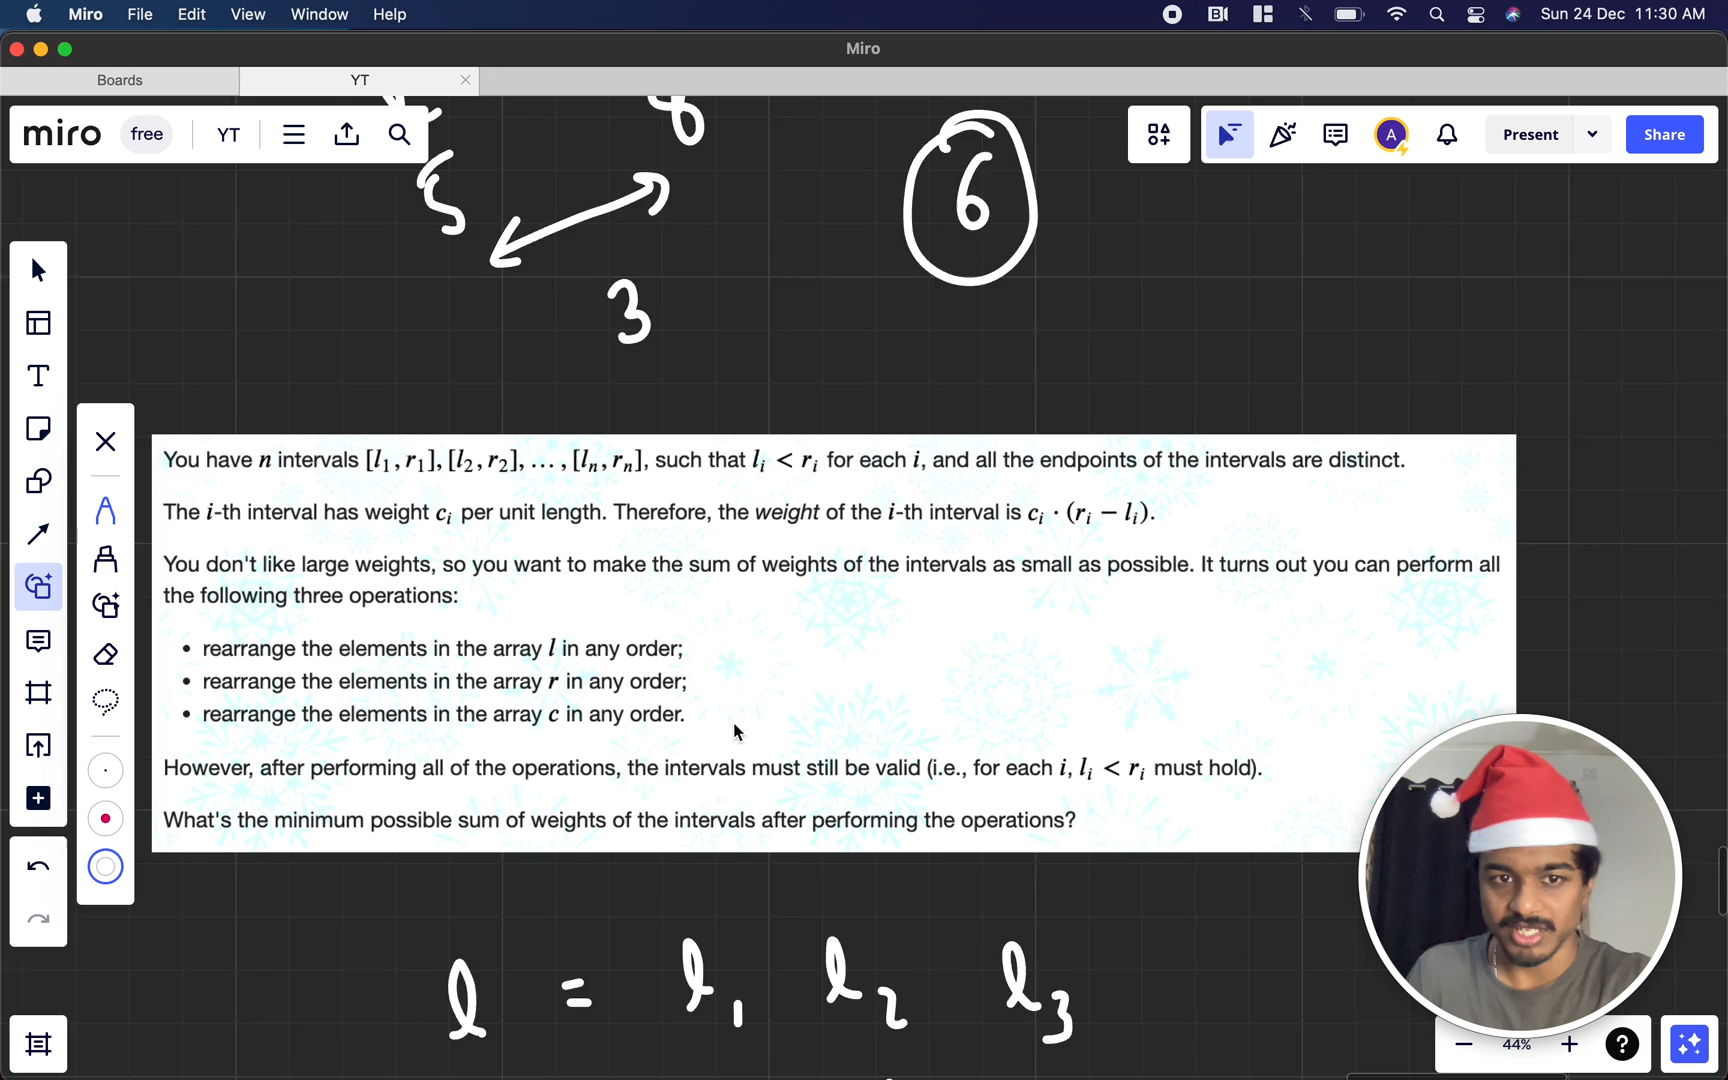 Miro File Edit View Window Help Sun 24 Dec 11:30 AM
Miro
Boards YT
miro free YT Present Share
A
8
5
6
3
You have n intervals [l₁, r₁], [l₂, r₂], …, [lₙ, rₙ], such that lᵢ < rᵢ for each i, and all the endpoints of the intervals are distinct.
The i-th interval has weight cᵢ per unit length. Therefore, the weight of the i-th interval is cᵢ · (rᵢ − lᵢ).
You don't like large weights, so you want to make the sum of weights of the intervals as small as possible. It turns out you can perform all
the following three operations:
• rearrange the elements in the array l in any order;
• rearrange the elements in the array r in any order;
• rearrange the elements in the array c in any order.
However, after performing all of the operations, the intervals must still be valid (i.e., for each i, lᵢ < rᵢ must hold).
What's the minimum possible sum of weights of the intervals after performing the operations?
l = l₁ l₂ l₃
44%